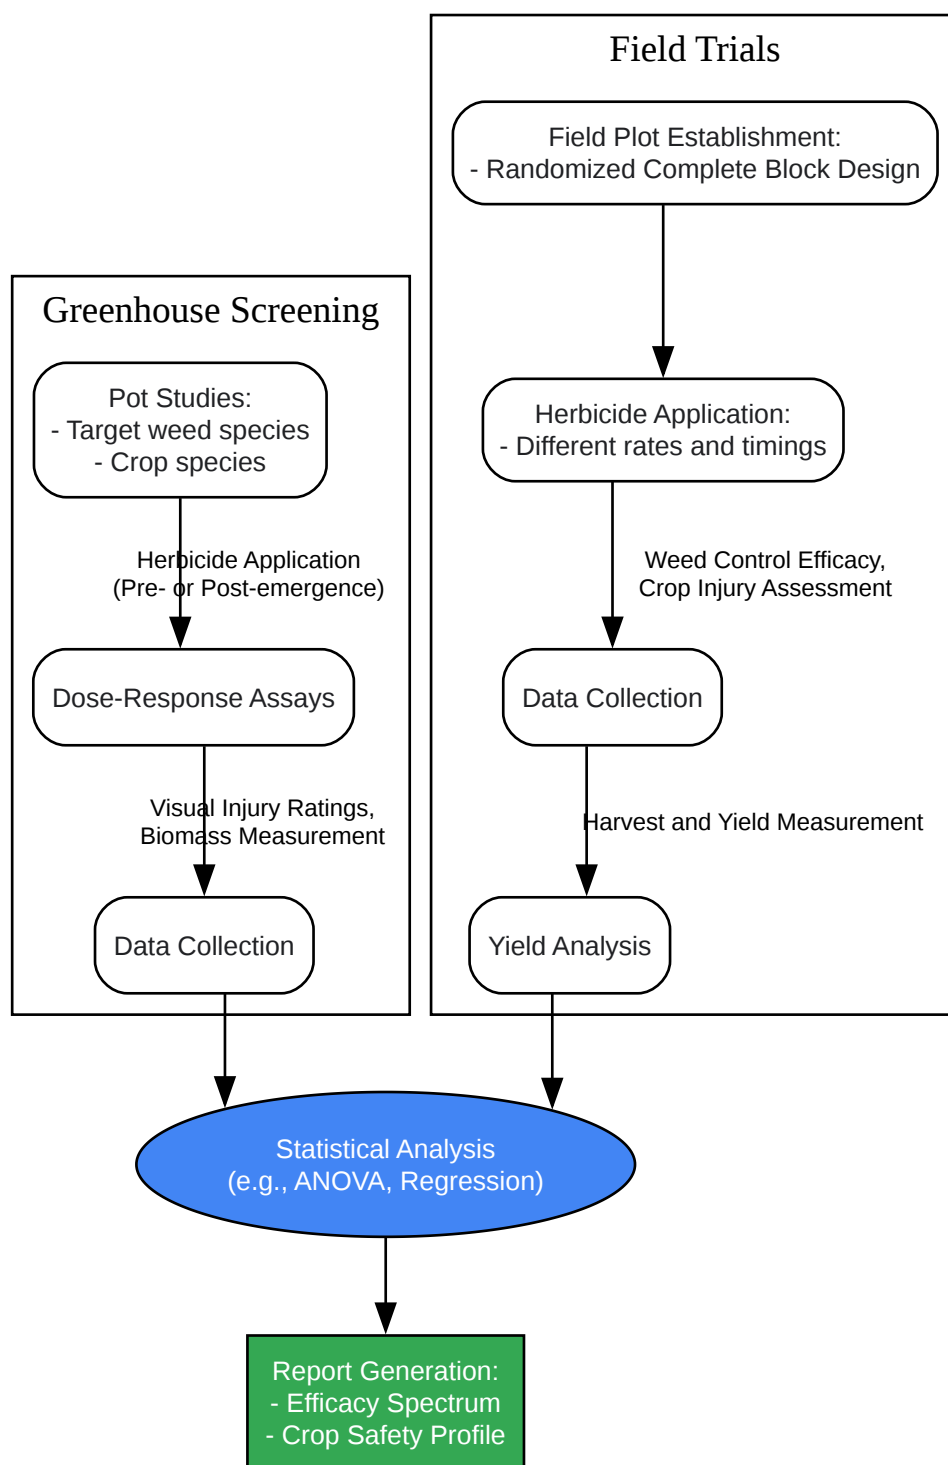 Field Trials
Field Plot Establishment:
- Randomized Complete Block Design
Herbicide Application:
- Different rates and timings
Weed Control Efficacy,
Crop Injury Assessment
Data Collection
Harvest and Yield Measurement
Yield Analysis
Greenhouse Screening
Pot Studies:
- Target weed species
- Crop species
Herbicide Application
(Pre- or Post-emergence)
Dose-Response Assays
Visual Injury Ratings,
Biomass Measurement
Data Collection
Statistical Analysis
(e.g., ANOVA, Regression)
Report Generation:
- Efficacy Spectrum
- Crop Safety Profile